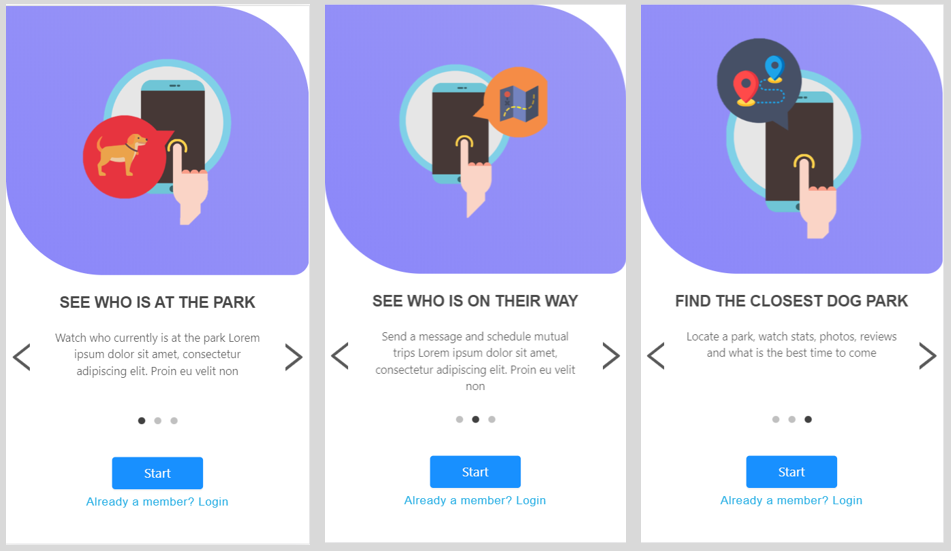 SEE WHO IS AT THE PARK
Watch who currently is at the park Lorem
ipsum dolor sit amet, consectetur
adipiscing elit. Proin eu velit non
Start
Already a member? Login
SEE WHO IS ON THEIR WAY
Send a message and schedule mutual
trips Lorem ipsum dolor sit amet,
consectetur adipiscing elit. Proin eu velit
non
Start
Already a member? Login
FIND THE CLOSEST DOG PARK
Locate a park, watch stats, photos, reviews
and what is the best time to come
Start
Already a member? Login